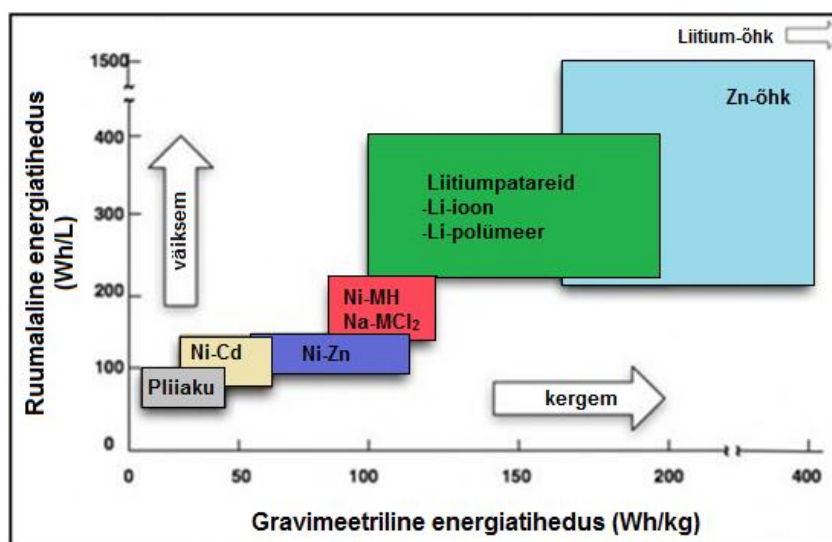 Liitium-õhk
1500
Zn-õhk
400
Liitiumpatareid
-Li-ioon
-Li-polümeer
300
väiksem
200
Ni-MH
Na-MCl₂
Ni-Cd
Ni-Zn
100
Pliiaku
kergem
0
0
50
100
150
200
400
Ruumalaline energiatihedus
(Wh/L)
Gravimeetriline energiatihedus (Wh/kg)